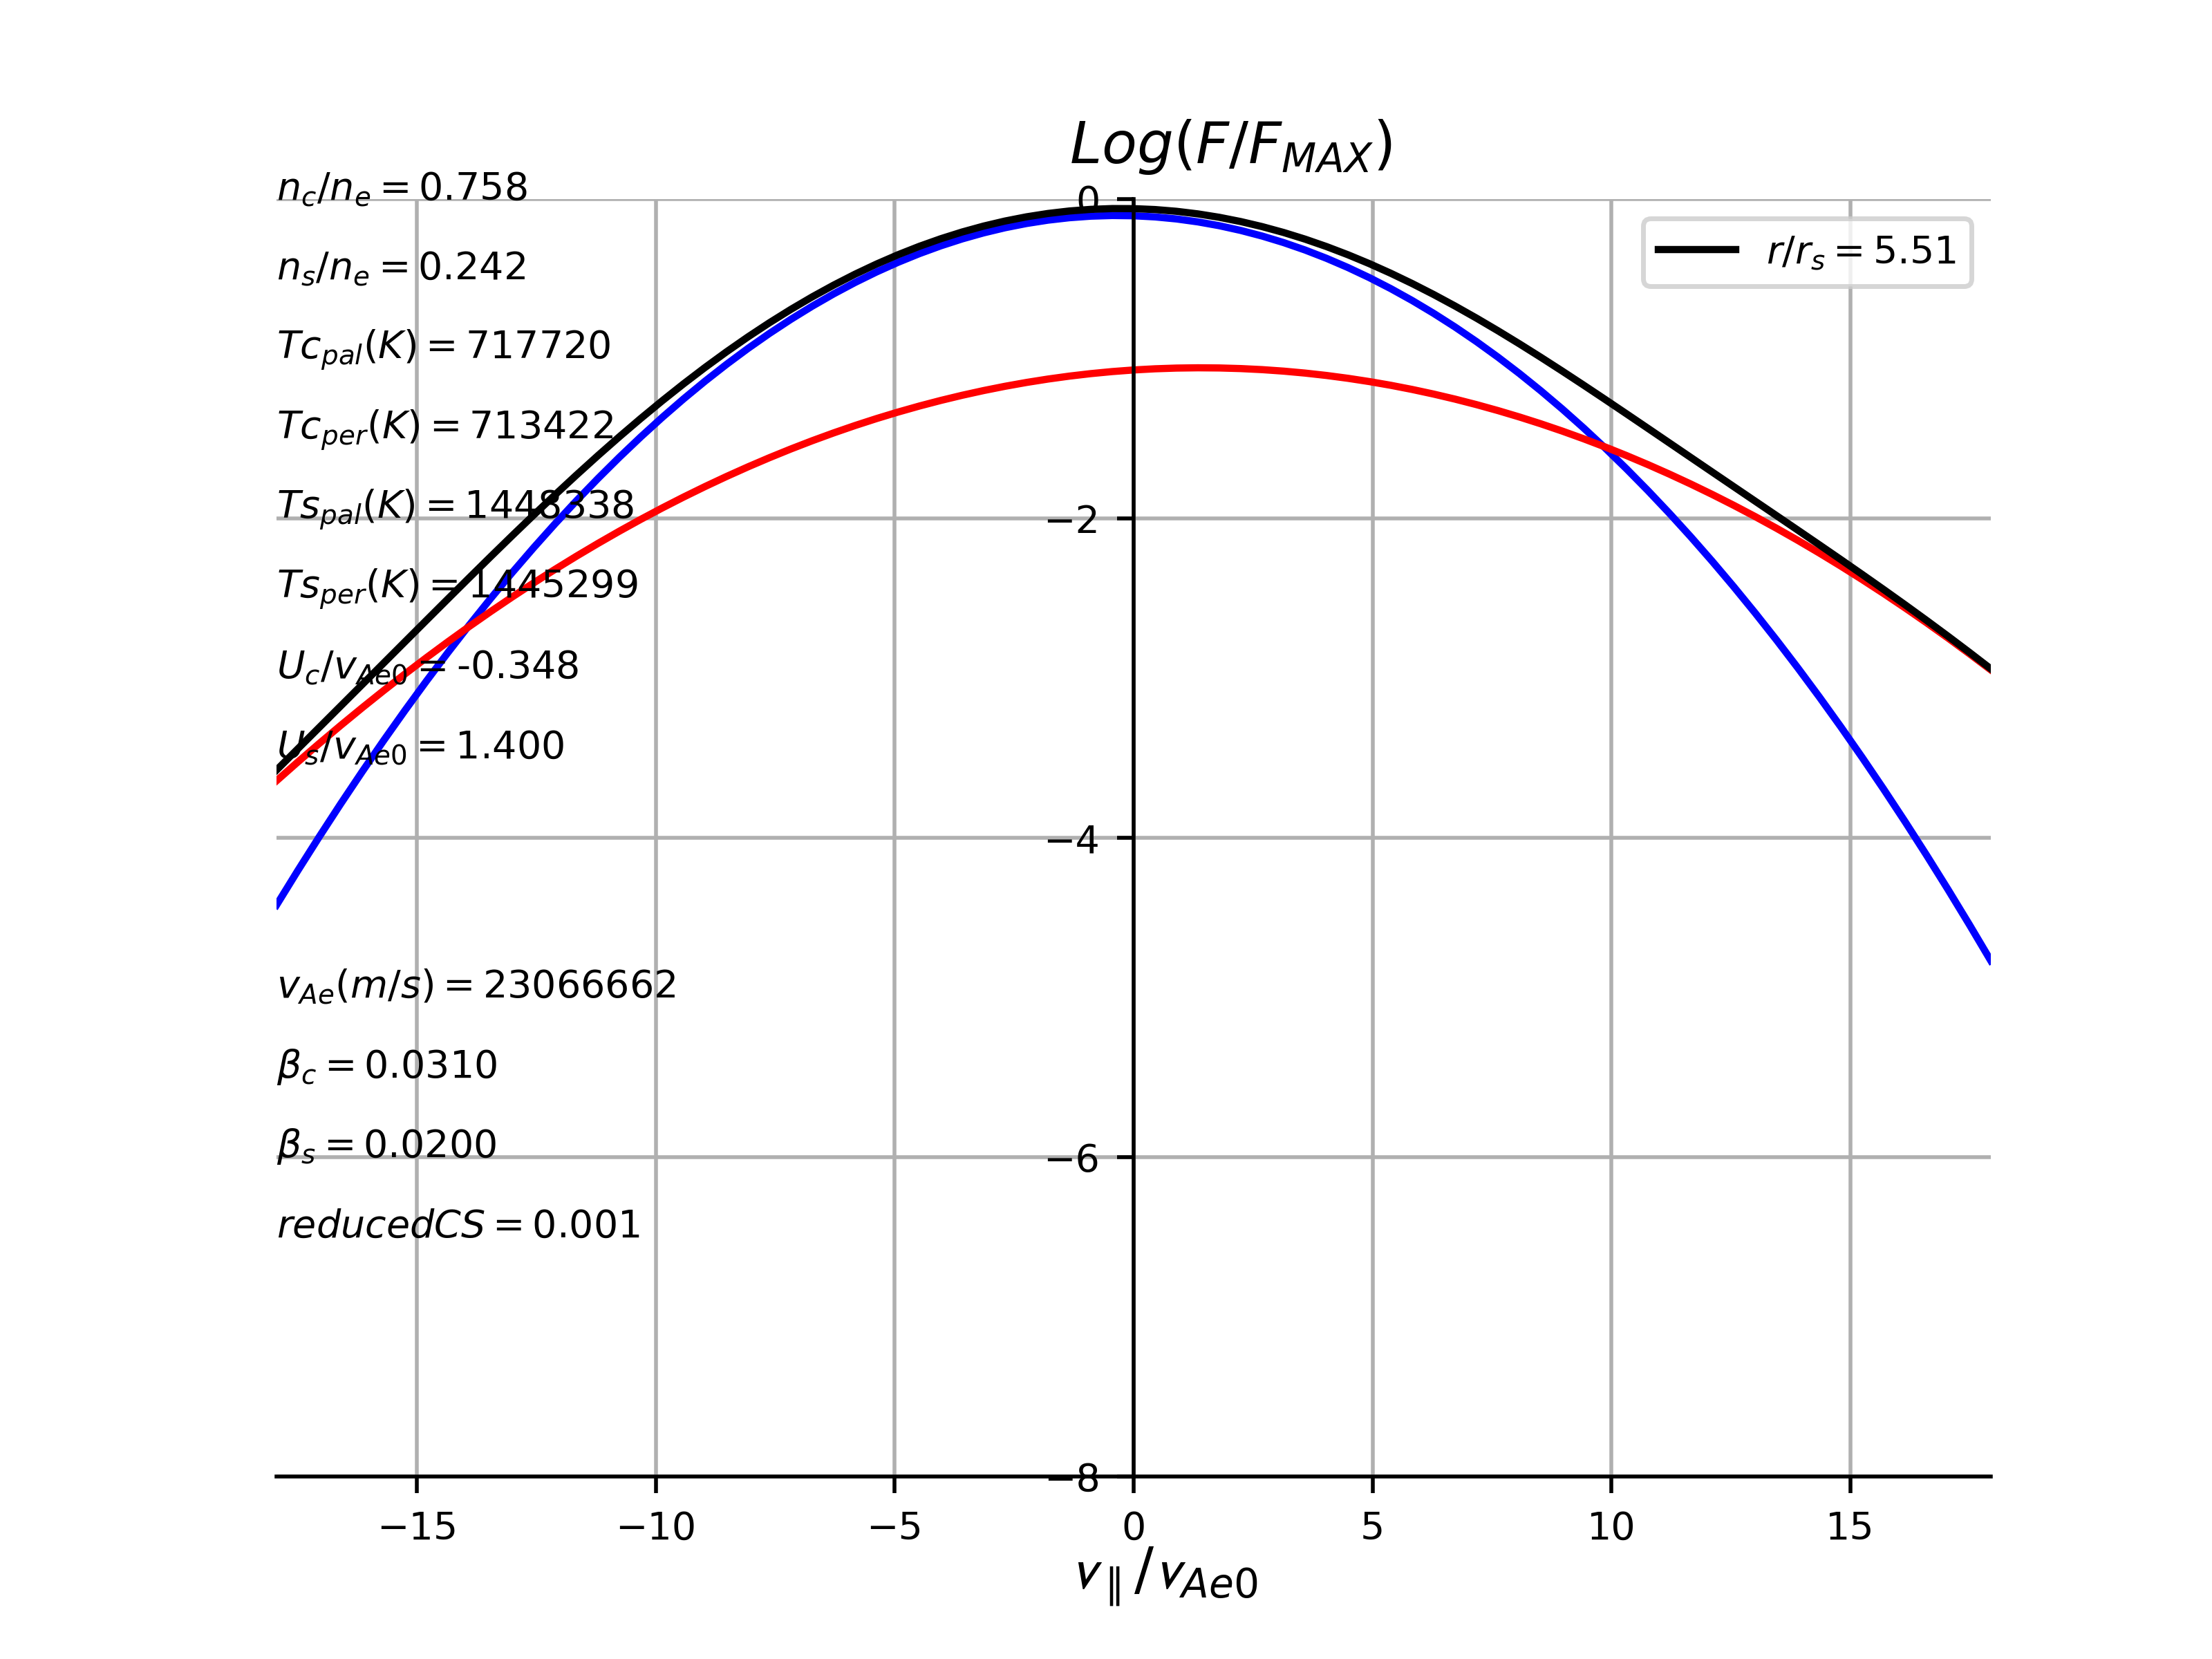 Log(F/F_MAX)
n_c/n_e = 0.758
n_s/n_e = 0.242
Tc_pal(K) = 717720
Tc_per(K) = 713422
Ts_pal(K) = 1448338
Ts_per(K) = 1445299
U_c/v_Ae0 = -0.348
U_s/v_Ae0 = 1.400
v_Ae(m/s) = 23066662
β_c = 0.0310
β_s = 0.0200
reducedCS = 0.001
r/r_s = 5.51
0
−2
−4
−6
−8
−15 −10 −5 0 5 10 15
v_∥/v_Ae0